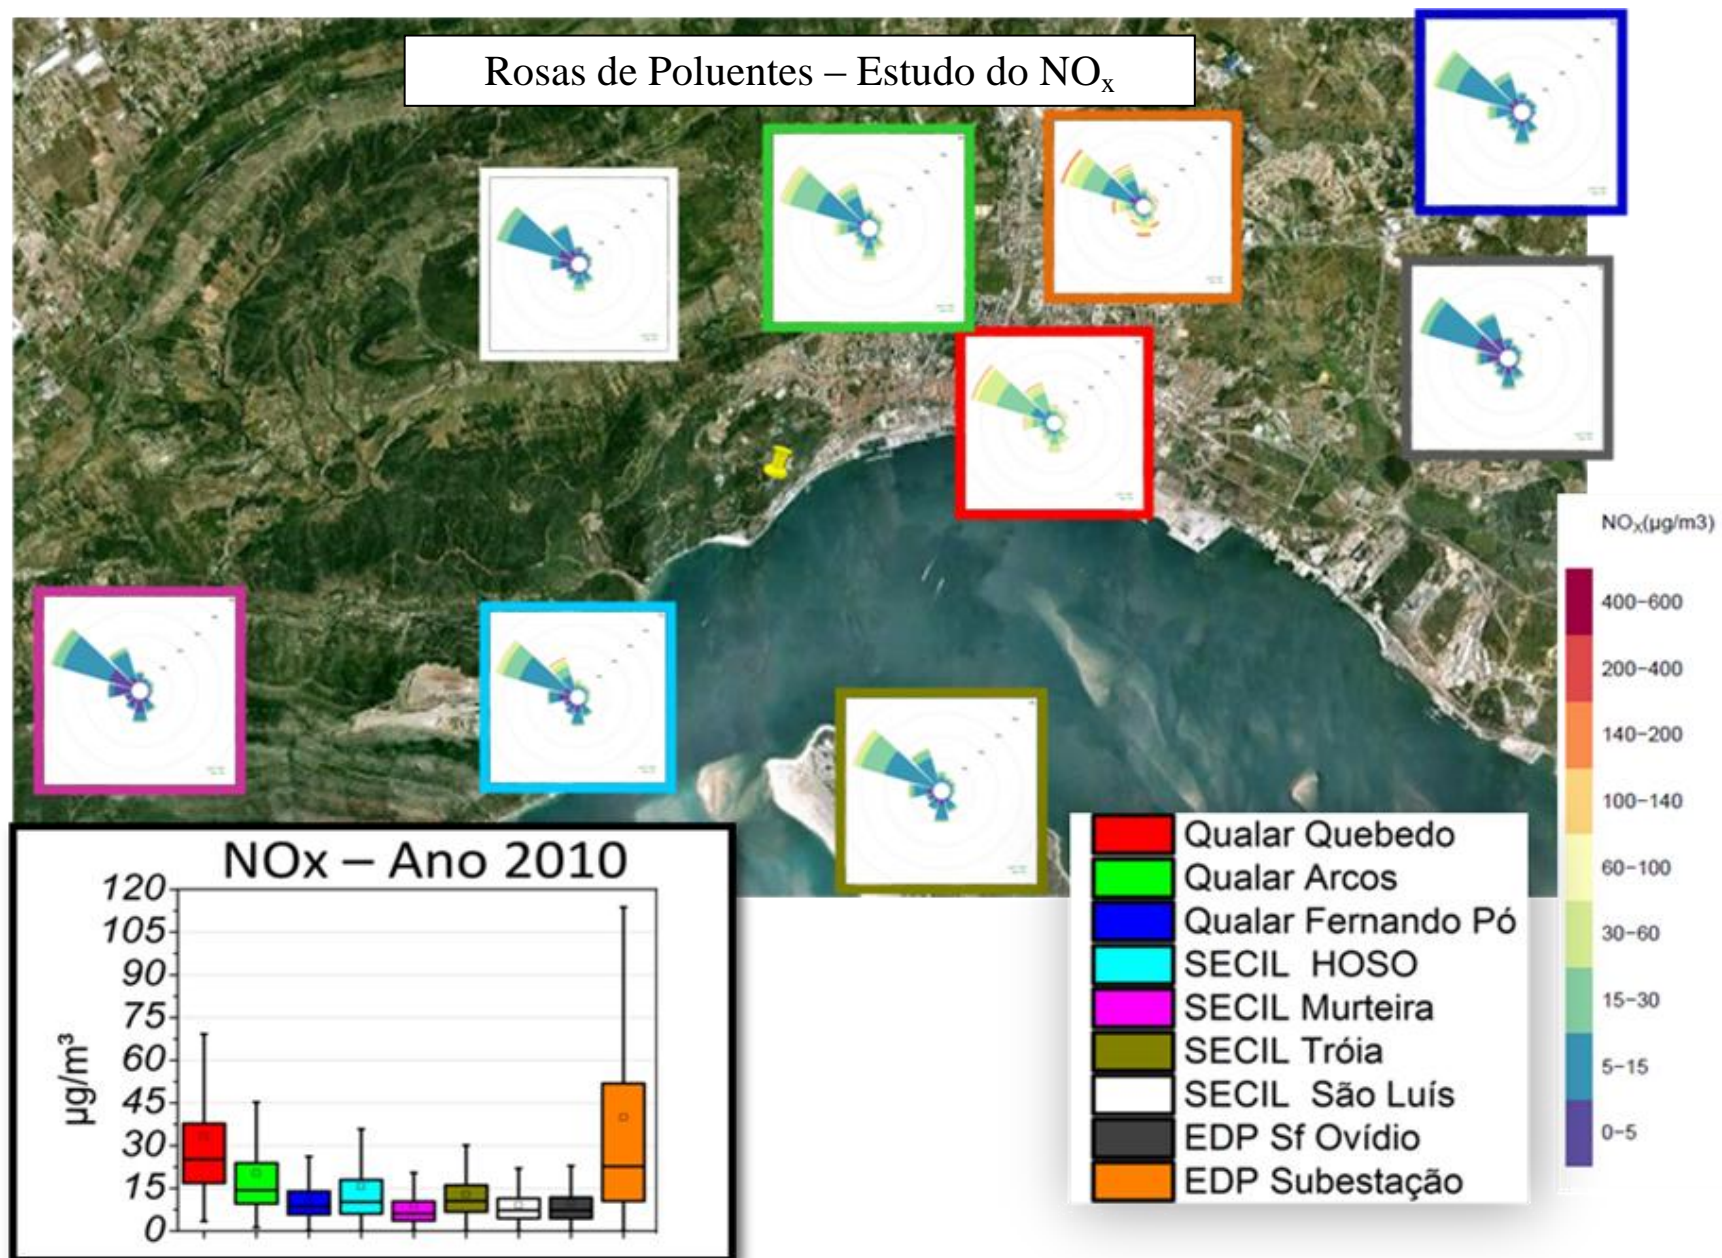 Rosas de Poluentes – Estudo do NOₓ
NOₓ(µg/m3)
400−600
200−400
140−200
100−140
60−100
30−60
15−30
5−15
0−5
NOx – Ano 2010
120
105
90
75
60
45
30
15
0
µg/m³
Qualar Quebedo
Qualar Arcos
Qualar Fernando Pó
SECIL HOSO
SECIL Murteira
SECIL Tróia
SECIL São Luís
EDP Sf Ovídio
EDP Subestação